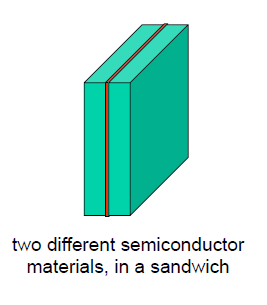 two different semiconductor
materials, in a sandwich